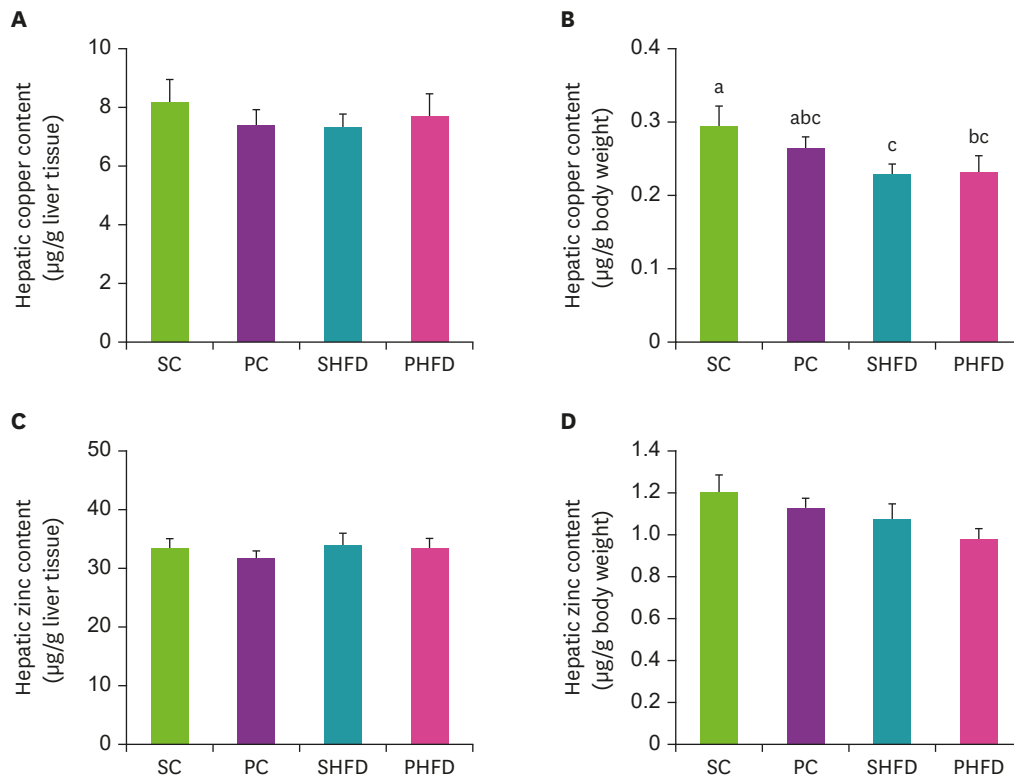 A
Hepatic copper content
(µg/g liver tissue)
10
8
6
4
2
0
SC PC SHFD PHFD
B
Hepatic copper content
(µg/g body weight)
0.4
0.3
0.2
0.1
0
a abc c bc
SC PC SHFD PHFD
C
Hepatic zinc content
(µg/g liver tissue)
50
40
30
20
10
0
SC PC SHFD PHFD
D
Hepatic zinc content
(µg/g body weight)
1.4
1.2
1.0
0.8
0.6
0.4
0.2
0
SC PC SHFD PHFD